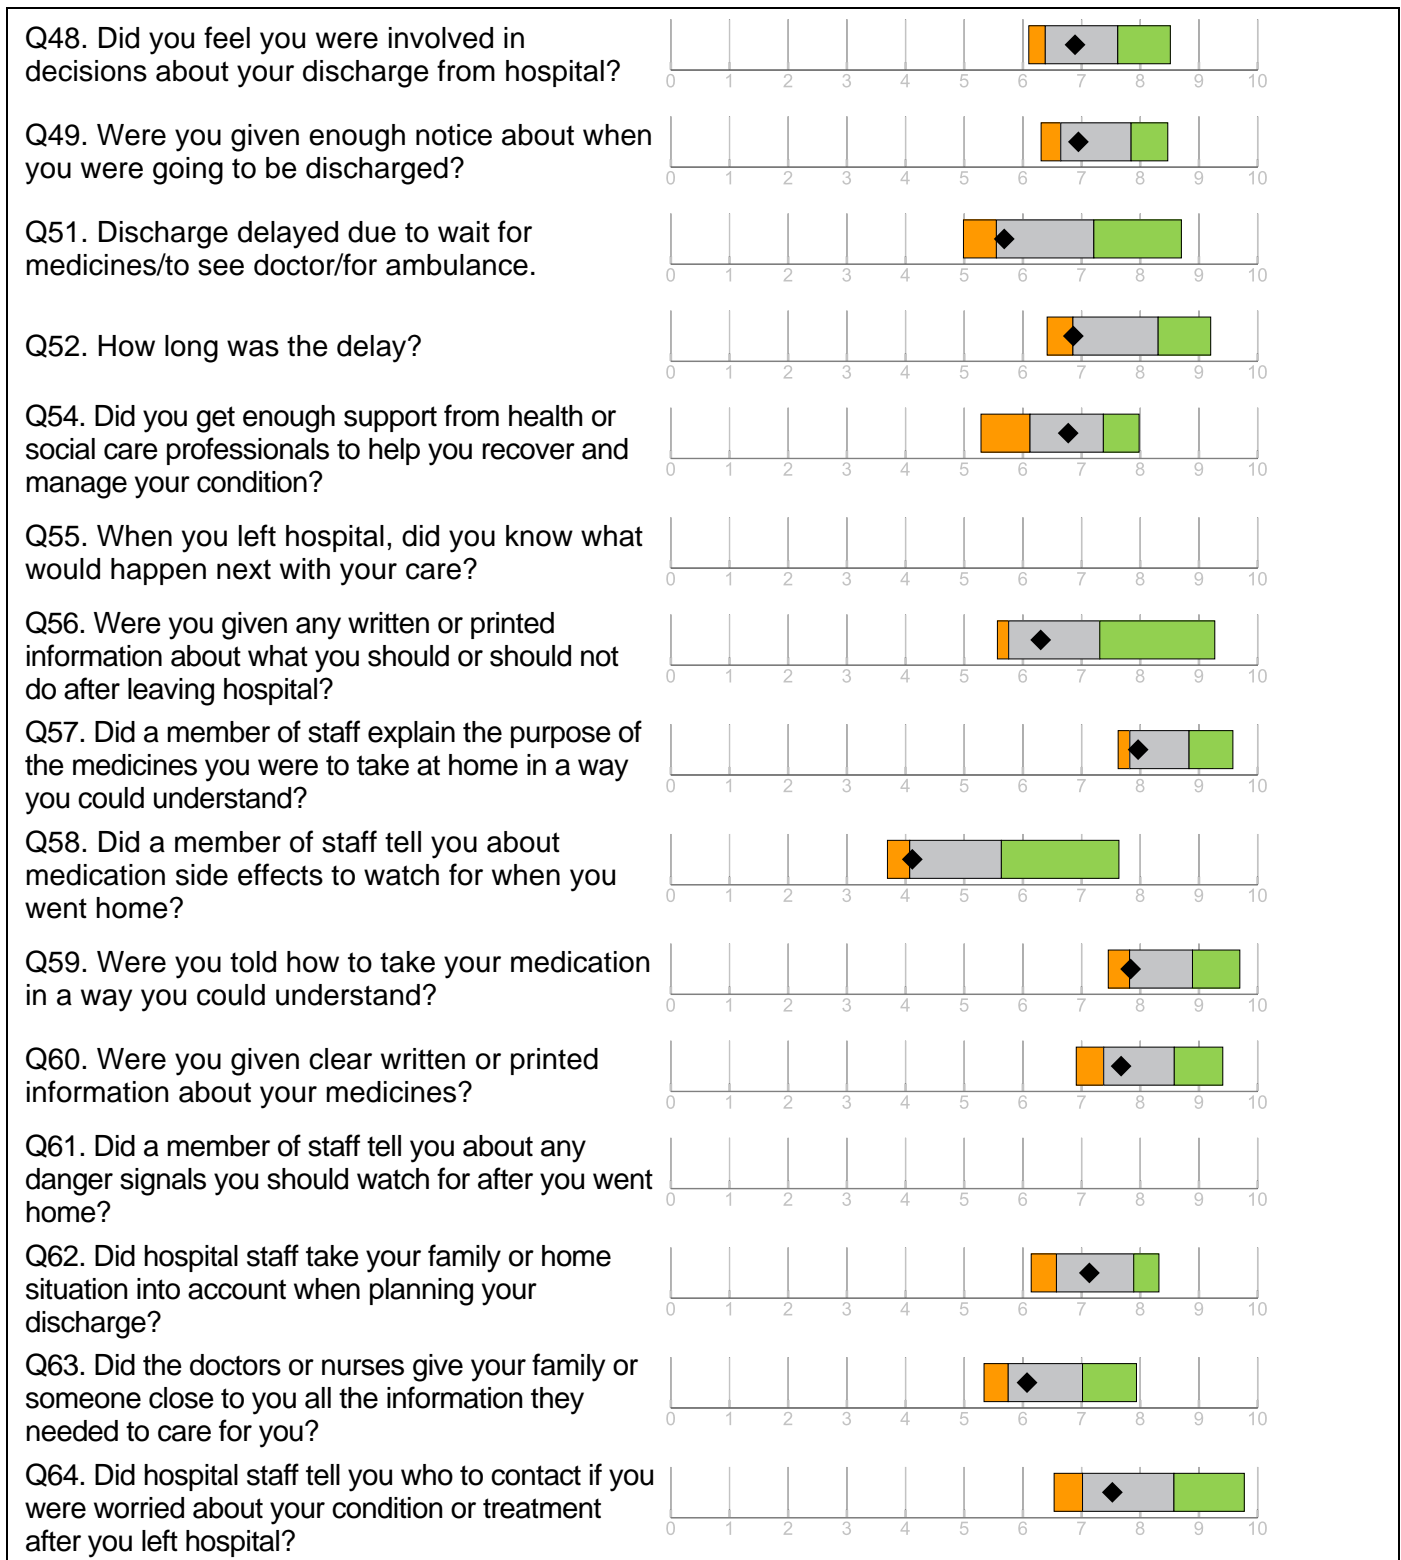 Q48. Did you feel you were involved in
decisions about your discharge from hospital?
0 1 2 3 4 5 6 7 8 9 10
Q49. Were you given enough notice about when
you were going to be discharged?
0 1 2 3 4 5 6 7 8 9 10
Q51. Discharge delayed due to wait for
medicines/to see doctor/for ambulance.
0 1 2 3 4 5 6 7 8 9 10
Q52. How long was the delay?
0 1 2 3 4 5 6 7 8 9 10
Q54. Did you get enough support from health or
social care professionals to help you recover and
manage your condition?
0 1 2 3 4 5 6 7 8 9 10
Q55. When you left hospital, did you know what
would happen next with your care?
0 1 2 3 4 5 6 7 8 9 10
Q56. Were you given any written or printed
information about what you should or should not
do after leaving hospital?
0 1 2 3 4 5 6 7 8 9 10
Q57. Did a member of staff explain the purpose of
the medicines you were to take at home in a way
you could understand?
0 1 2 3 4 5 6 7 8 9 10
Q58. Did a member of staff tell you about
medication side effects to watch for when you
went home?
0 1 2 3 4 5 6 7 8 9 10
Q59. Were you told how to take your medication
in a way you could understand?
0 1 2 3 4 5 6 7 8 9 10
Q60. Were you given clear written or printed
information about your medicines?
0 1 2 3 4 5 6 7 8 9 10
Q61. Did a member of staff tell you about any
danger signals you should watch for after you went
home?
0 1 2 3 4 5 6 7 8 9 10
Q62. Did hospital staff take your family or home
situation into account when planning your
discharge?
0 1 2 3 4 5 6 7 8 9 10
Q63. Did the doctors or nurses give your family or
someone close to you all the information they
needed to care for you?
0 1 2 3 4 5 6 7 8 9 10
Q64. Did hospital staff tell you who to contact if you
were worried about your condition or treatment
after you left hospital?
0 1 2 3 4 5 6 7 8 9 10